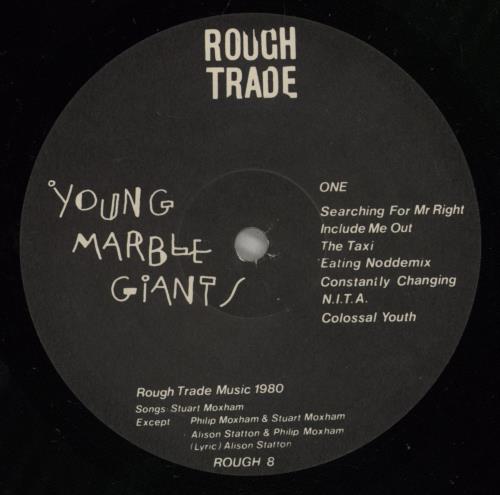 ROUGH
TRADE
YOUNG
MARBLE
GIANTS
ONE
Searching For Mr Right
Include Me Out
The Taxi
Eating Noddemix
Constantly Changing
N.I.T.A.
Colossal Youth
Rough Trade Music 1980
Songs Stuart Moxham
Except Philip Moxham & Stuart Moxham
Alison Statton & Philip Moxham
(Lyric) Alison Statton
ROUGH 8